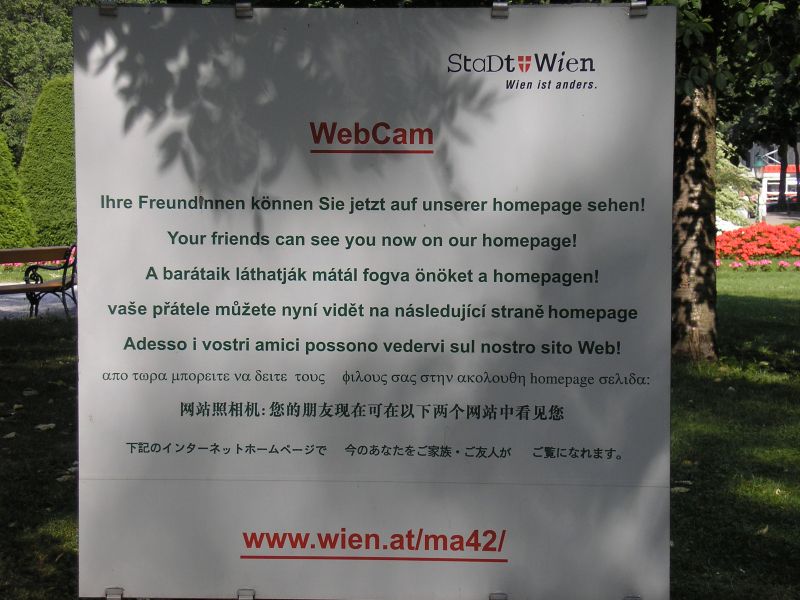 StaDt Wien
Wien ist anders.
WebCam
Ihre FreundInnen können Sie jetzt auf unserer homepage sehen!
Your friends can see you now on our homepage!
A barátaik láthatják mátál fogva önöket a homepagen!
vaše přátele můžete nyní vidět na následující straně homepage
Adesso i vostri amici possono vedervi sul nostro sito Web!
απο τωρα μπορειτε να δειτε τους φιλους σας στην ακολουθη homepage σελιδα:
网站照相机：您的朋友现在可在以下两个网站中看见您
下記のインターネットホームページで 今のあなたをご家族・ご友人が ご覧になれます。
www.wien.at/ma42/